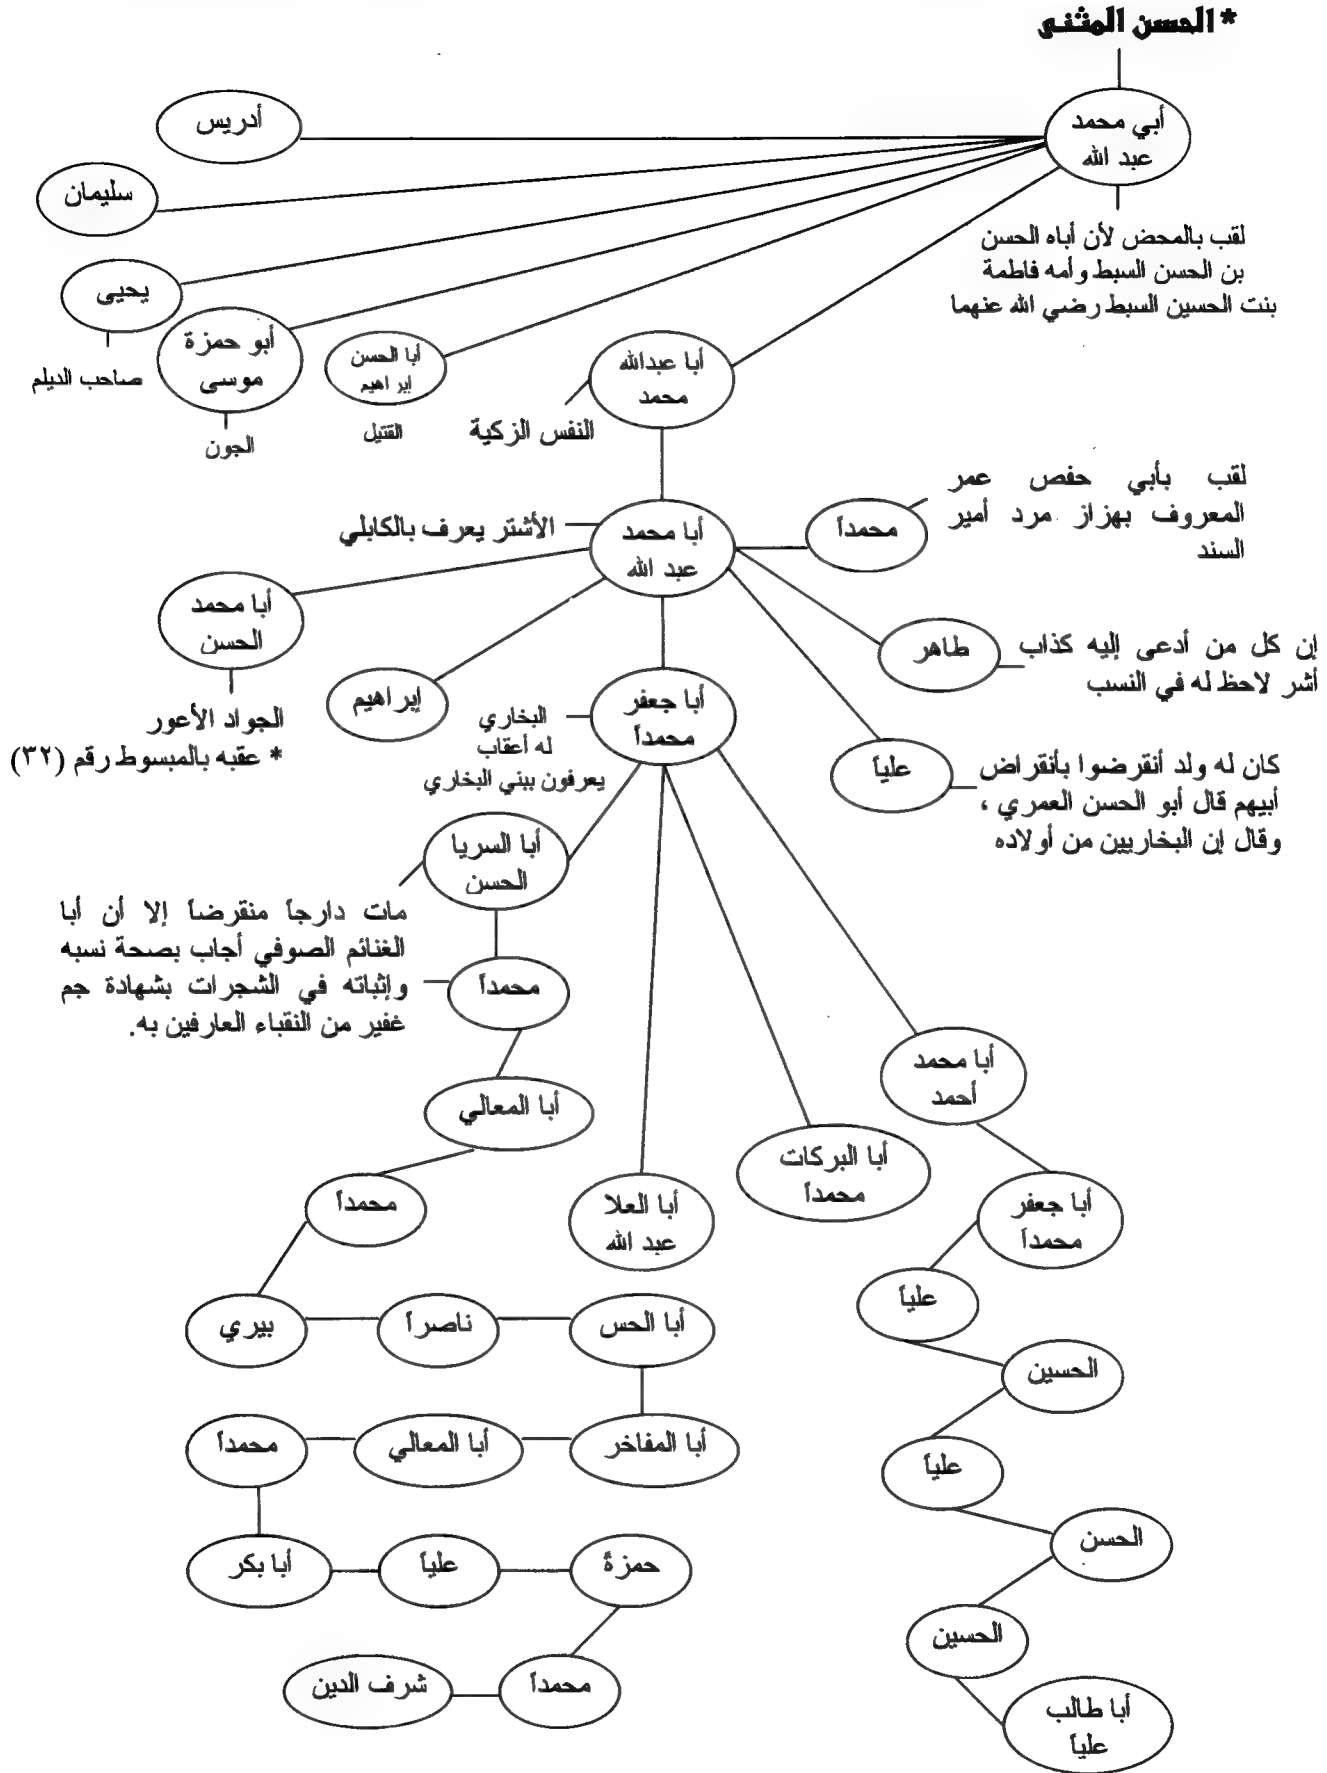 * الحسن المثنى
أبي محمد
عبد الله
لقب بالمحض لأن أباه الحسن
بن الحسن السبط وأمه فاطمة
بنت الحسين السبط رضي الله عنهما
أدريس
سليمان
يحيى
صاحب الديلم
أبو حمزة
موسى
الجون
أبا الحسن
إبراهيم
القتيل
أبا عبدالله
محمد
النفس الزكية
أبا محمد
عبد الله
الأشتر يعرف بالكابلي
محمداً
لقب بأبي حفص عمر
المعروف بهزاز مرد أمير
السند
طاهر
إن كل من أدعى إليه كذاب
أشر لاحظ له في النسب
علياً
كان له ولد أنقرضوا بأنقراض
أبيهم قال أبو الحسن العمري ،
وقال إن البخاريين من أولاده
أبا جعفر
محمداً
البخاري
له أعقاب
يعرفون ببني البخاري
إبراهيم
أبا محمد
الحسن
الجواد الأعور
* عقبه بالمبسوط رقم (٣٢)
أبا السريا
الحسن
مات دارجاً منقرضاً إلا أن أبا
الغنائم الصوفي أجاب بصحة نسبه
وإثباته في الشجرات بشهادة جم
غفير من النقباء العارفين به.
محمداً
أبا المعالي
محمداً
بيري
ناصراً
أبا الحس
أبا المفاخر
أبا المعالي
محمداً
أبا بكر
علياً
حمزةً
محمداً
شرف الدين
أبا العلا
عبد الله
أبا البركات
محمداً
أبا محمد
أحمد
أبا جعفر
محمداً
علياً
الحسين
علياً
الحسن
الحسين
أبا طالب
علياً